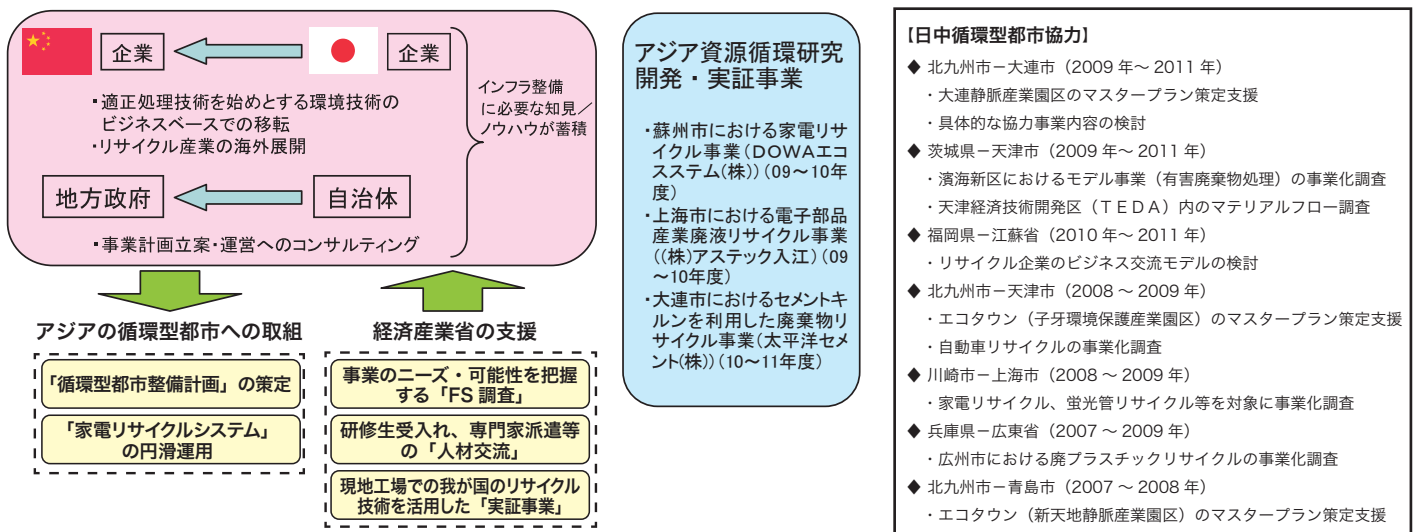 企業
企業
・適正処理技術を始めとする環境技術の
ビジネスベースでの移転
・リサイクル産業の海外展開
地方政府
自治体
・事業計画立案・運営へのコンサルティング
インフラ整備
に必要な知見／
ノウハウが蓄積
アジアの循環型都市への取組
「循環型都市整備計画」の策定
「家電リサイクルシステム」
の円滑運用
経済産業省の支援
事業のニーズ・可能性を把握
する「FS 調査」
研修生受入れ、専門家派遣等
の「人材交流」
現地工場での我が国のリサイクル
技術を活用した「実証事業」
アジア資源循環研究
開発・実証事業
・蘇州市における家電リサ
イクル事業（DOWAエコ
スステム(株)）（09～10年
度）
・上海市における電子部品
産業廃液リサイクル事業
（(株)アステック入江）（09
～10年度）
・大連市におけるセメントキ
ルンを利用した廃棄物リ
サイクル事業（太平洋セメ
ント(株)）（10～11年度）
【日中循環型都市協力】
◆ 北九州市－大連市（2009 年～ 2011 年）
・大連静脈産業園区のマスタープラン策定支援
・具体的な協力事業内容の検討
◆ 茨城県－天津市（2009 年～ 2011 年）
・濱海新区におけるモデル事業（有害廃棄物処理）の事業化調査
・天津経済技術開発区（ＴＥＤＡ）内のマテリアルフロー調査
◆ 福岡県－江蘇省（2010 年～ 2011 年）
・リサイクル企業のビジネス交流モデルの検討
◆ 北九州市－天津市（2008 ～ 2009 年）
・エコタウン（子牙環境保護産業園区）のマスタープラン策定支援
・自動車リサイクルの事業化調査
◆ 川崎市－上海市（2008 ～ 2009 年）
・家電リサイクル、蛍光管リサイクル等を対象に事業化調査
◆ 兵庫県－広東省（2007 ～ 2009 年）
・広州市における廃プラスチックリサイクルの事業化調査
◆ 北九州市－青島市（2007 ～ 2008 年）
・エコタウン（新天地静脈産業園区）のマスタープラン策定支援